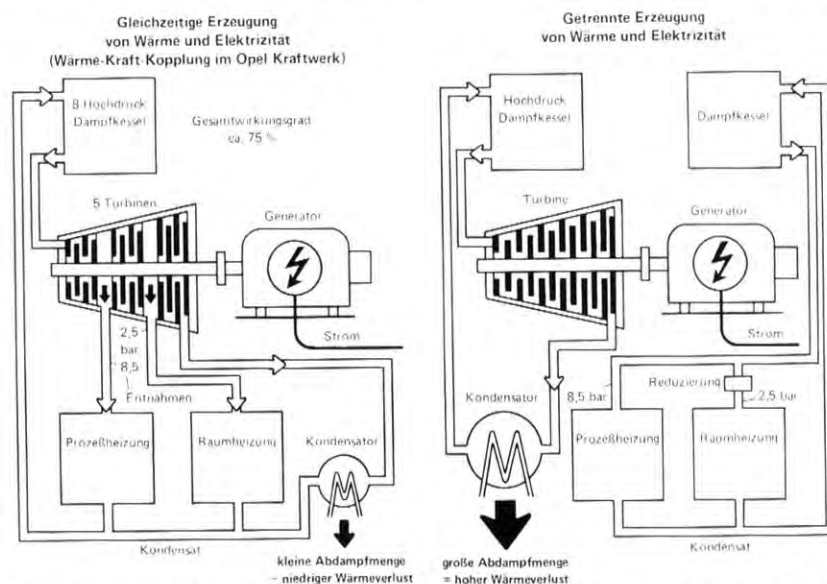 Gleichzeitige Erzeugung
von Wärme und Elektrizität
(Wärme-Kraft-Kopplung im Opel Kraftwerk)
8 Hochdruck
Dampfkessel
Gesamtwirkungsgrad
ca. 75 %
5 Turbinen
Generator
Strom
2,5
bar
8,5
Entnahmen
Prozeßheizung
Raumheizung
Kondensator
Kondensat
kleine Abdampfmenge
= niedriger Wärmeverlust
Getrennte Erzeugung
von Wärme und Elektrizität
Hochdruck
Dampfkessel
Dampfkessel
Turbine
Generator
Strom
Kondensator
8,5 bar
Reduzierung
2,5 bar
Prozeßheizung
Raumheizung
Kondensat
große Abdampfmenge
= hoher Wärmeverlust